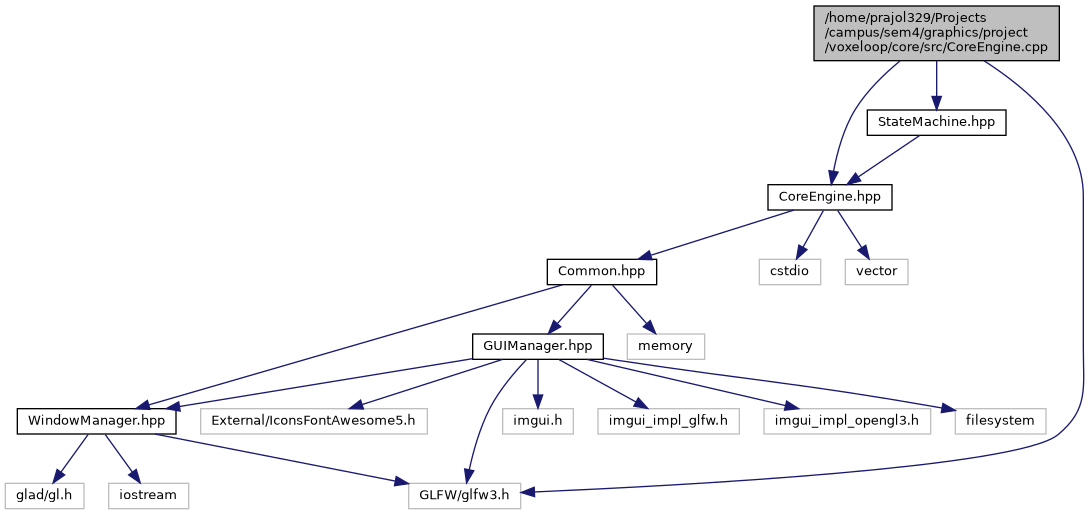 /home/prajol329/Projects
/campus/sem4/graphics/project
/voxeloop/core/src/CoreEngine.cpp
StateMachine.hpp
CoreEngine.hpp
Common.hpp
cstdio
vector
GUIManager.hpp
memory
WindowManager.hpp
External/IconsFontAwesome5.h
imgui.h
imgui_impl_glfw.h
imgui_impl_opengl3.h
filesystem
glad/gl.h
iostream
GLFW/glfw3.h